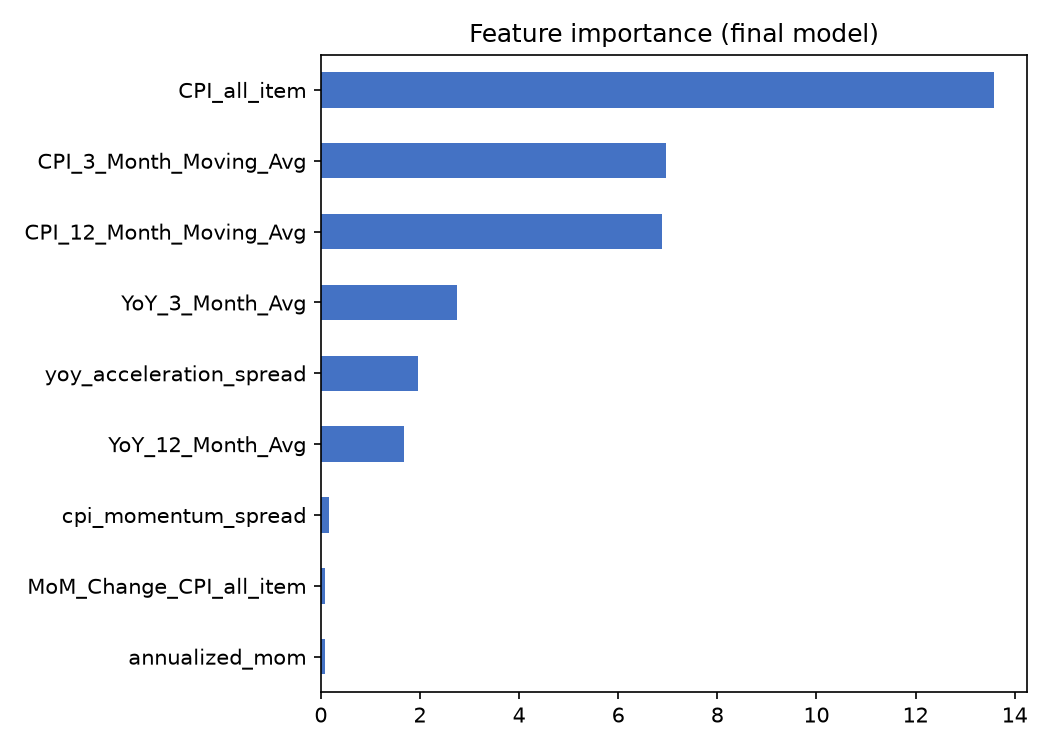 Feature importance (final model)
CPI_all_item
CPI_3_Month_Moving_Avg
CPI_12_Month_Moving_Avg
YoY_3_Month_Avg
yoy_acceleration_spread
YoY_12_Month_Avg
cpi_momentum_spread
MoM_Change_CPI_all_item
annualized_mom
0 2 4 6 8 10 12 14